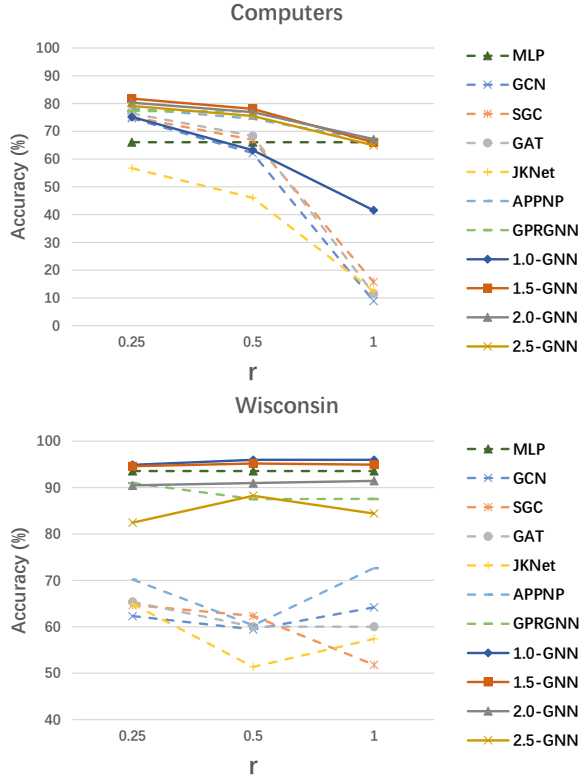 Computers
Accuracy (%)
100
90
80
70
60
50
40
30
20
10
0
0.25
0.5
1
r
MLP
GCN
SGC
GAT
JKNet
APPNP
GPRGNN
1.0-GNN
1.5-GNN
2.0-GNN
2.5-GNN
Wisconsin
Accuracy (%)
100
90
80
70
60
50
40
0.25
0.5
1
r
MLP
GCN
SGC
GAT
JKNet
APPNP
GPRGNN
1.0-GNN
1.5-GNN
2.0-GNN
2.5-GNN